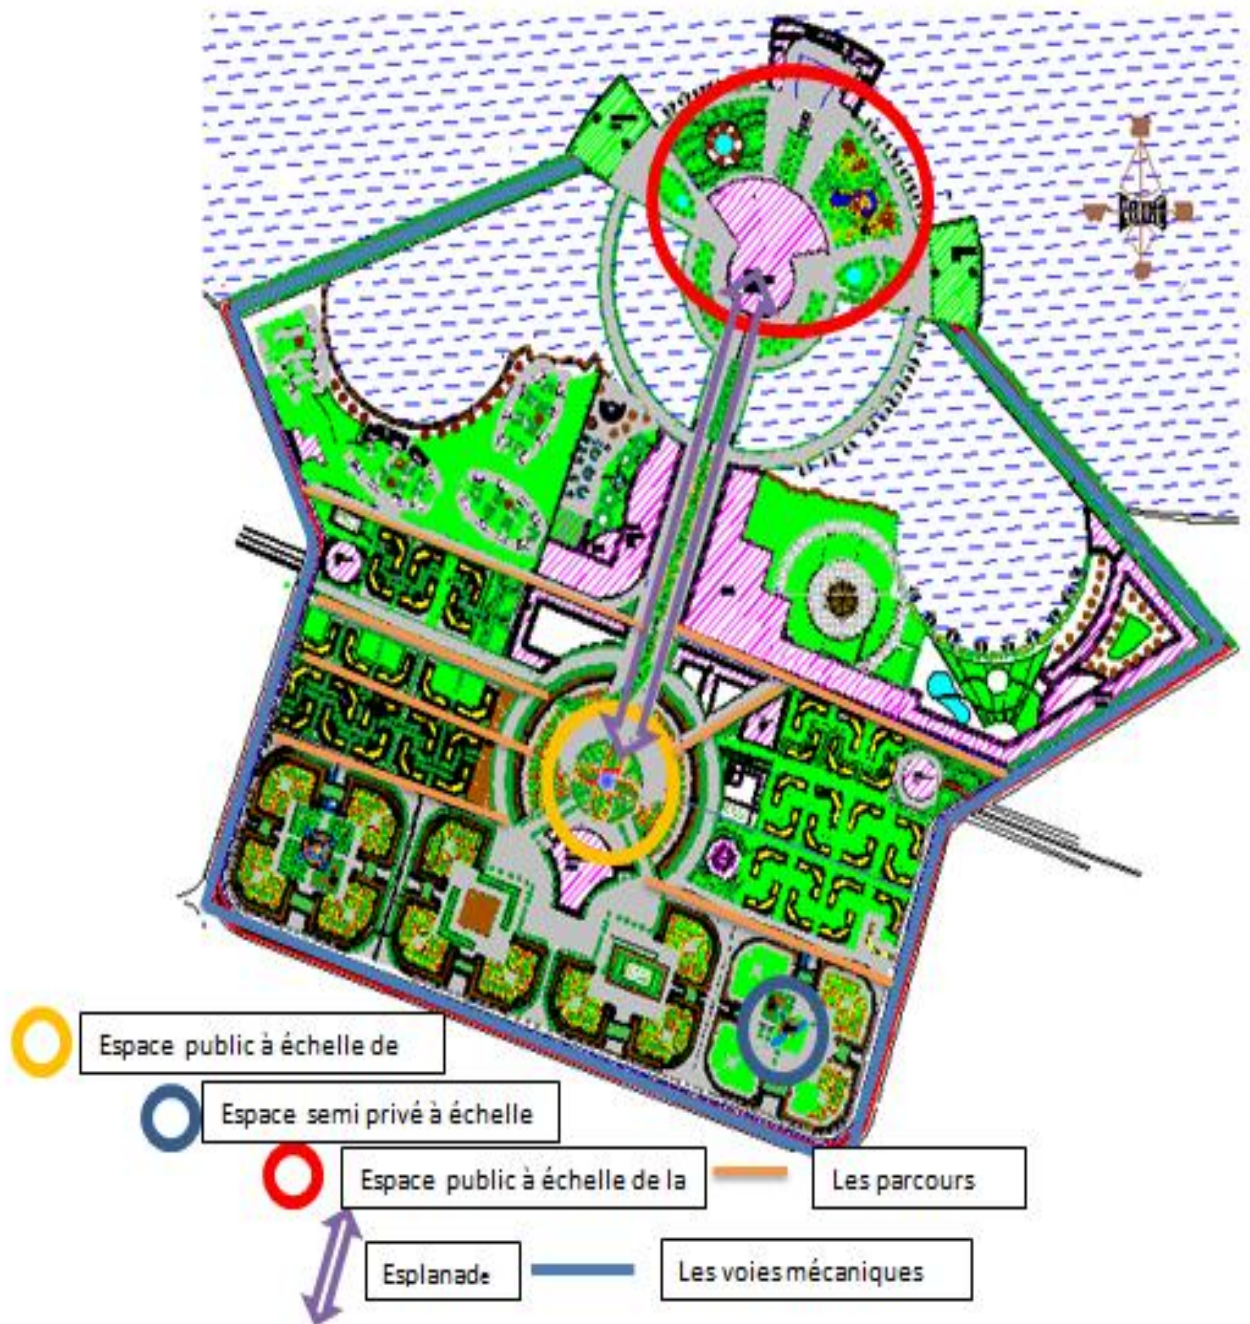 Espace public à échelle de
Espace semi privé à échelle
Espace public à échelle de la
Les parcours
Esplanade
Les voies mécaniques